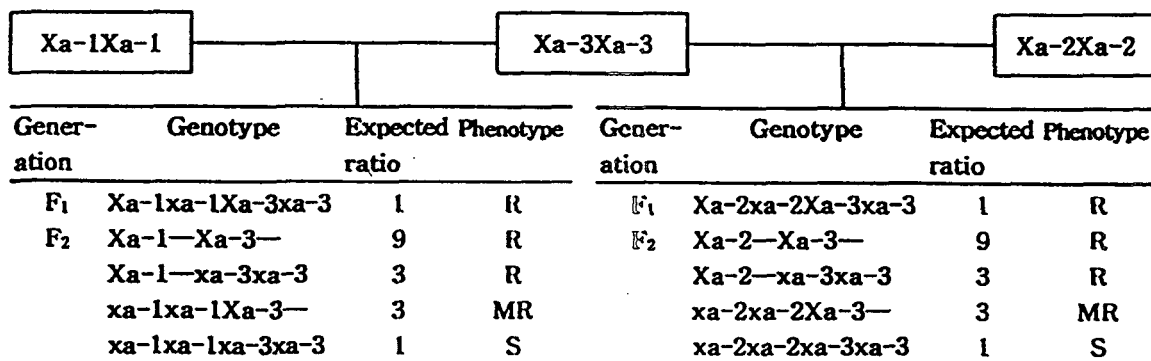 Xa-1Xa-1 Xa-3Xa-3 Xa-2Xa-2
Gener- Genotype Expected Phenotype
ation ratio
F₁ Xa-1xa-1Xa-3xa-3 1 R
F₂ Xa-1—Xa-3— 9 R
Xa-1—xa-3xa-3 3 R
xa-1xa-1Xa-3— 3 MR
xa-1xa-1xa-3xa-3 1 S
Gener- Genotype Expected Phenotype
ation ratio
F₁ Xa-2xa-2Xa-3xa-3 1 R
F₂ Xa-2—Xa-3— 9 R
Xa-2—xa-3xa-3 3 R
xa-2xa-2Xa-3— 3 MR
xa-2xa-2xa-3xa-3 1 S